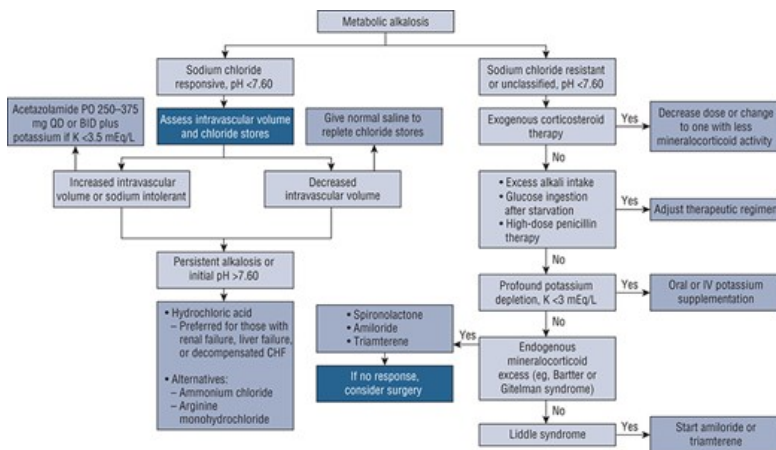 Metabolic alkalosis
Sodium chloride
responsive, pH <7.60
Sodium chloride resistant
or unclassified, pH <7.60
Acetazolamide PO 250–375
mg QD or BID plus
potassium if K <3.5 mEq/L
Assess intravascular volume
and chloride stores
Give normal saline to
replete chloride stores
Exogenous corticosteroid
therapy
Yes
Decrease dose or change
to one with less
mineralocorticoid activity
No
Increased intravascular
volume or sodium intolerant
Decreased
intravascular volume
• Excess alkali intake
• Glucose ingestion
after starvation
• High-dose penicillin
therapy
Yes
Adjust therapeutic regimen
No
Persistent alkalosis or
initial pH >7.60
Profound potassium
depletion, K <3 mEq/L
Yes
Oral or IV potassium
supplementation
No
• Hydrochloric acid
– Preferred for those with
renal failure, liver failure,
or decompensated CHF
• Alternatives:
– Ammonium chloride
– Arginine
monohydrochloride
• Spironolactone
• Amiloride
• Triamterene
Yes
Endogenous
mineralocorticoid
excess (eg, Bartter or
Gitelman syndrome)
If no response,
consider surgery
No
Liddle syndrome
Yes
Start amiloride or
triamterene